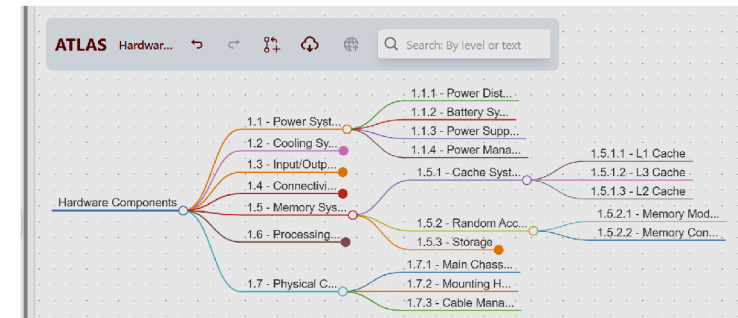 ATLAS Hardwar... Search: By level or text
Hardware Components
1.1 - Power Syst...
1.1.1 - Power Dist...
1.1.2 - Battery Sy...
1.1.3 - Power Supp...
1.1.4 - Power Mana...
1.2 - Cooling Sy...
1.3 - Input/Outp...
1.4 - Connectivi...
1.5 - Memory Sys...
1.5.1 - Cache Syst...
1.5.1.1 - L1 Cache
1.5.1.2 - L3 Cache
1.5.1.3 - L2 Cache
1.5.2 - Random Acc...
1.5.2.1 - Memory Mod...
1.5.2.2 - Memory Con...
1.5.3 - Storage
1.6 - Processing...
1.7 - Physical C...
1.7.1 - Main Chass...
1.7.2 - Mounting H...
1.7.3 - Cable Mana...